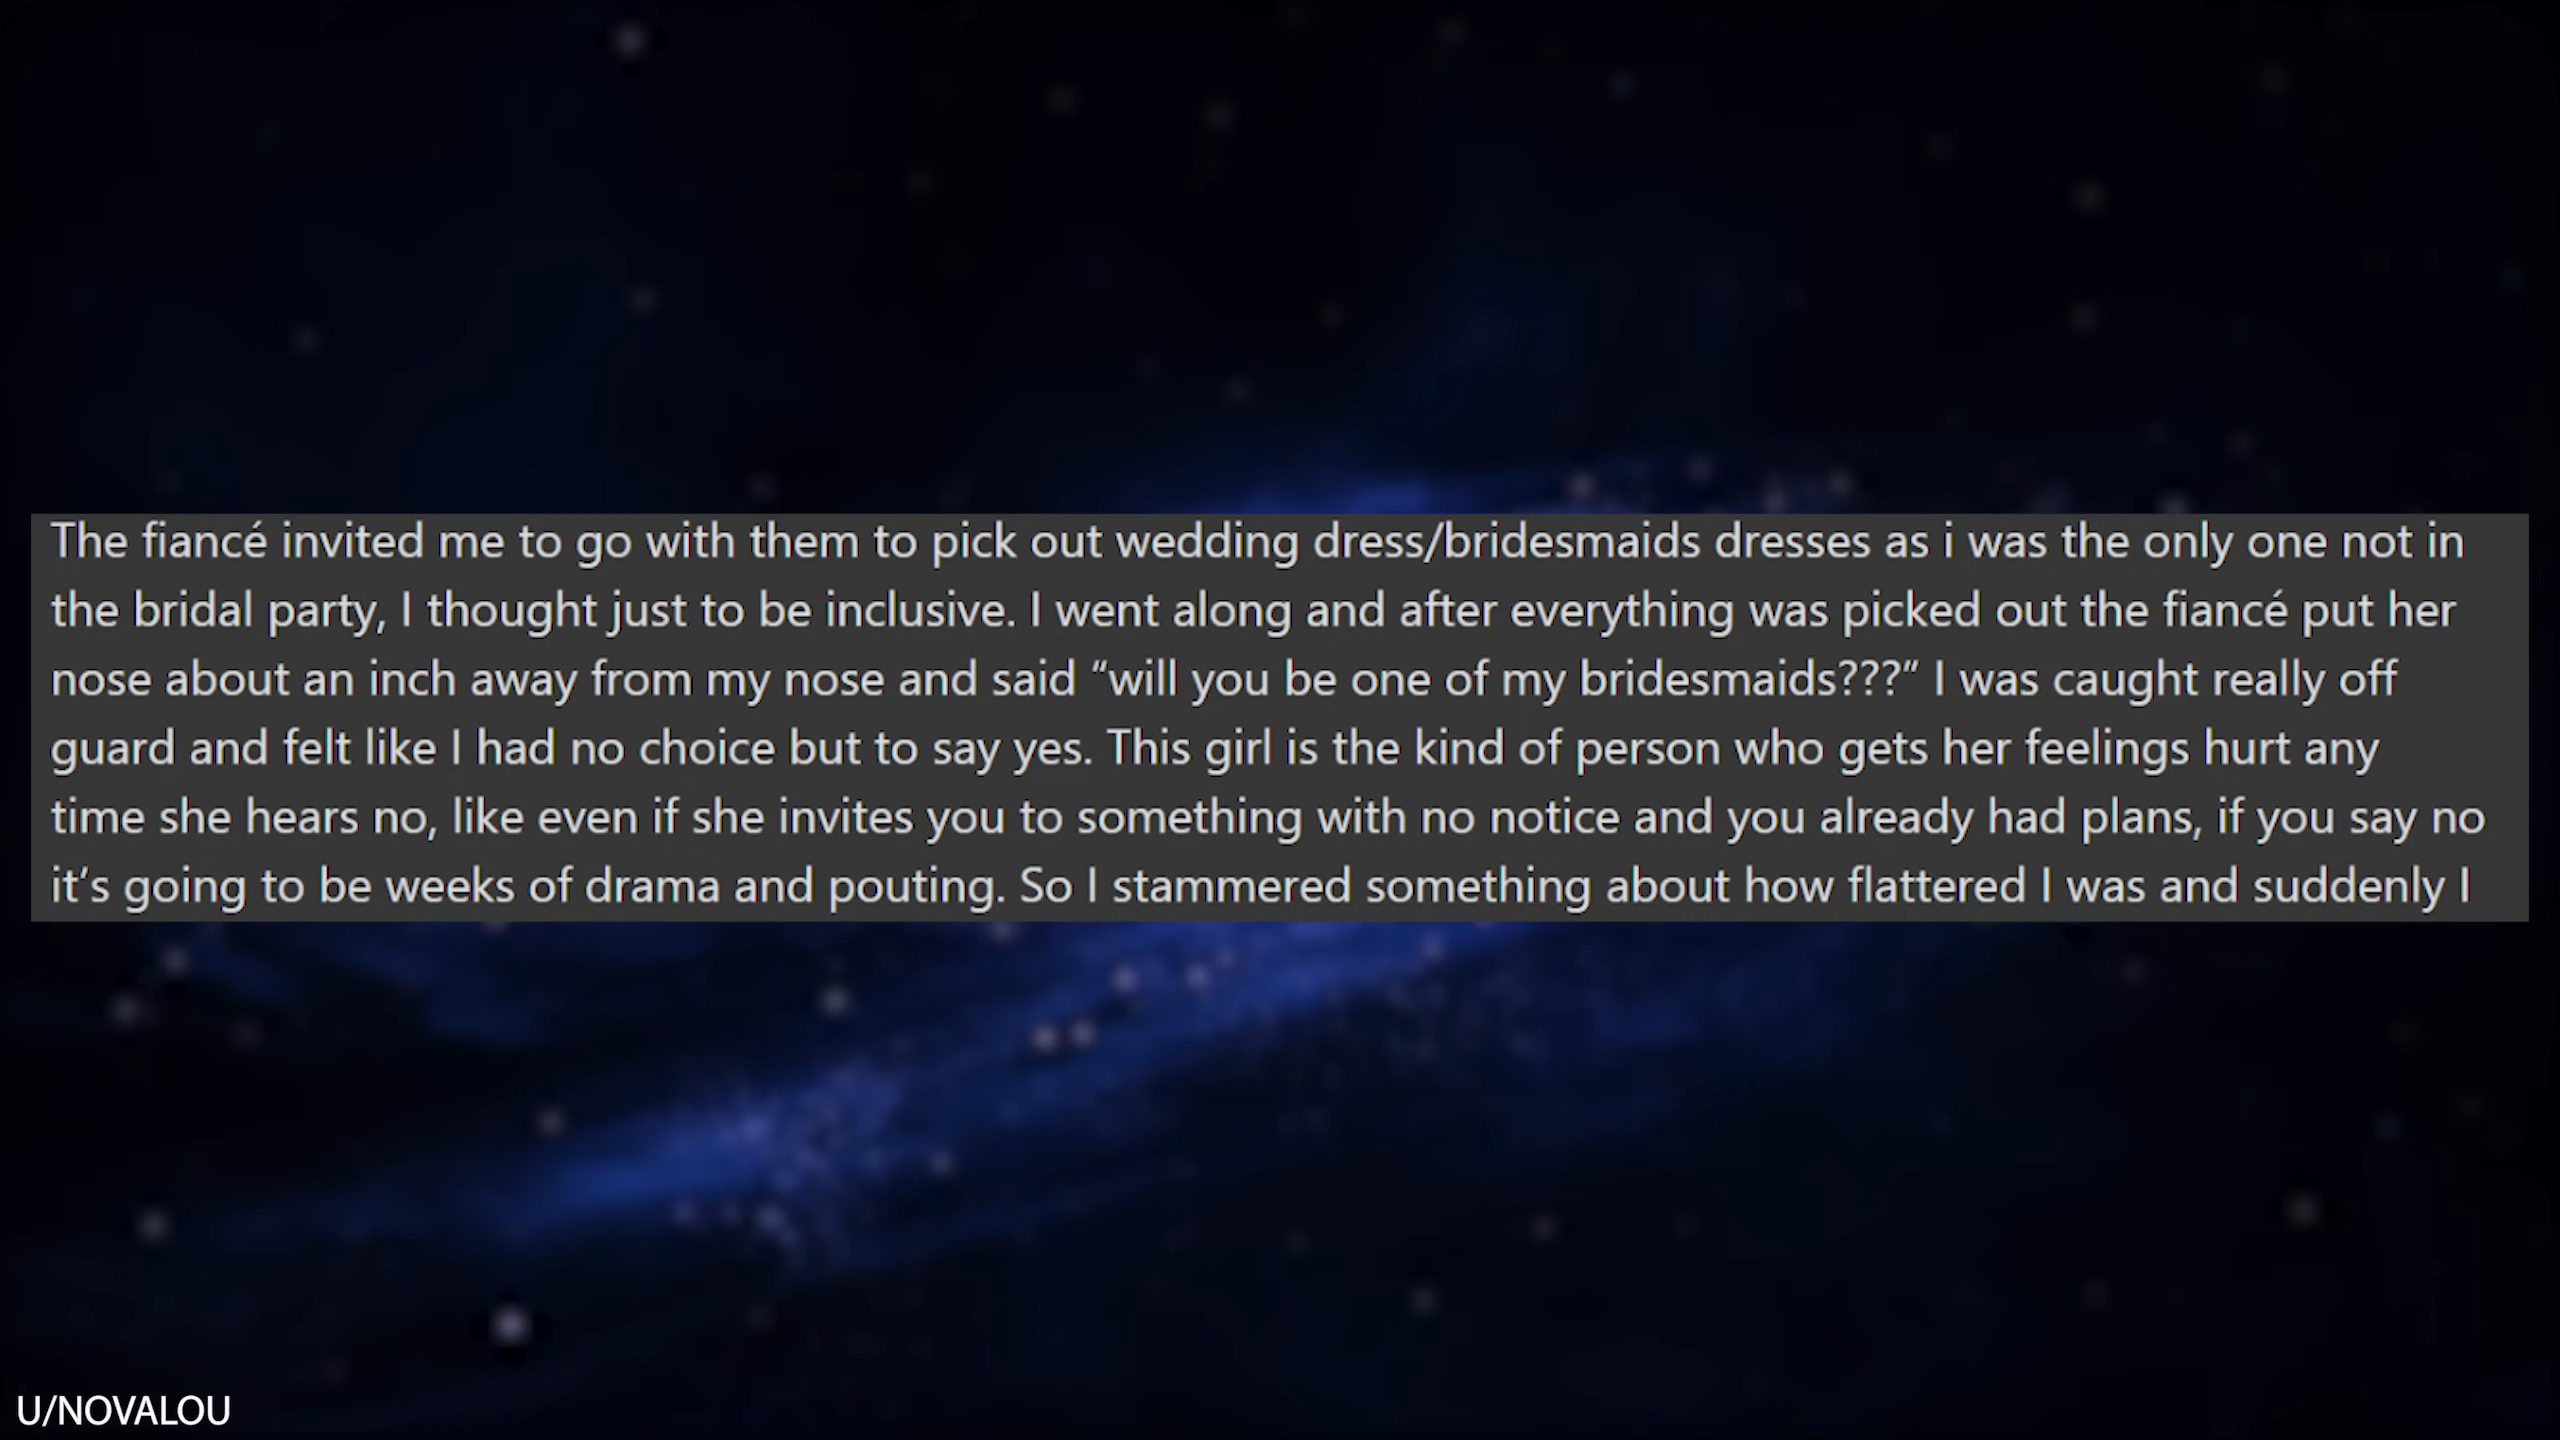 The fiancé invited me to go with them to pick out wedding dress/bridesmaids dresses as i was the only one not in
the bridal party, I thought just to be inclusive. I went along and after everything was picked out the fiancé put her
nose about an inch away from my nose and said “will you be one of my bridesmaids???” I was caught really off
guard and felt like I had no choice but to say yes. This girl is the kind of person who gets her feelings hurt any
time she hears no, like even if she invites you to something with no notice and you already had plans, if you say no
it’s going to be weeks of drama and pouting. So I stammered something about how flattered I was and suddenly I
U/NOVALOU